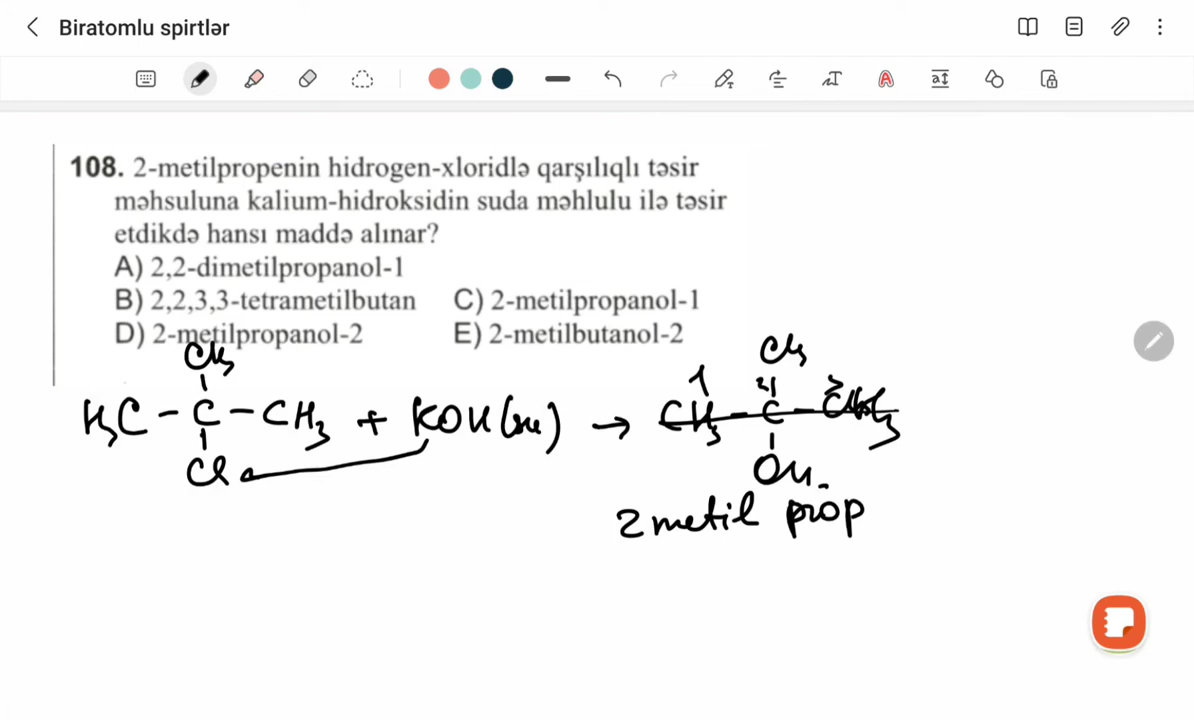 Biratomlu spirtlər
108. 2-metilpropenin hidrogen-xloridlə qarşılıqlı təsir
məhsuluna kalium-hidroksidin suda məhlulu ilə təsir
etdikdə hansı maddə alınar?
A) 2,2-dimetilpropanol-1
B) 2,2,3,3-tetrametilbutan C) 2-metilpropanol-1
D) 2-metilpropanol-2 E) 2-metilbutanol-2
CH3 CH3
1 2 3
H3C - C - CH3 + KOH → CH3 - C - CH3
Cl OH
2 metil prop